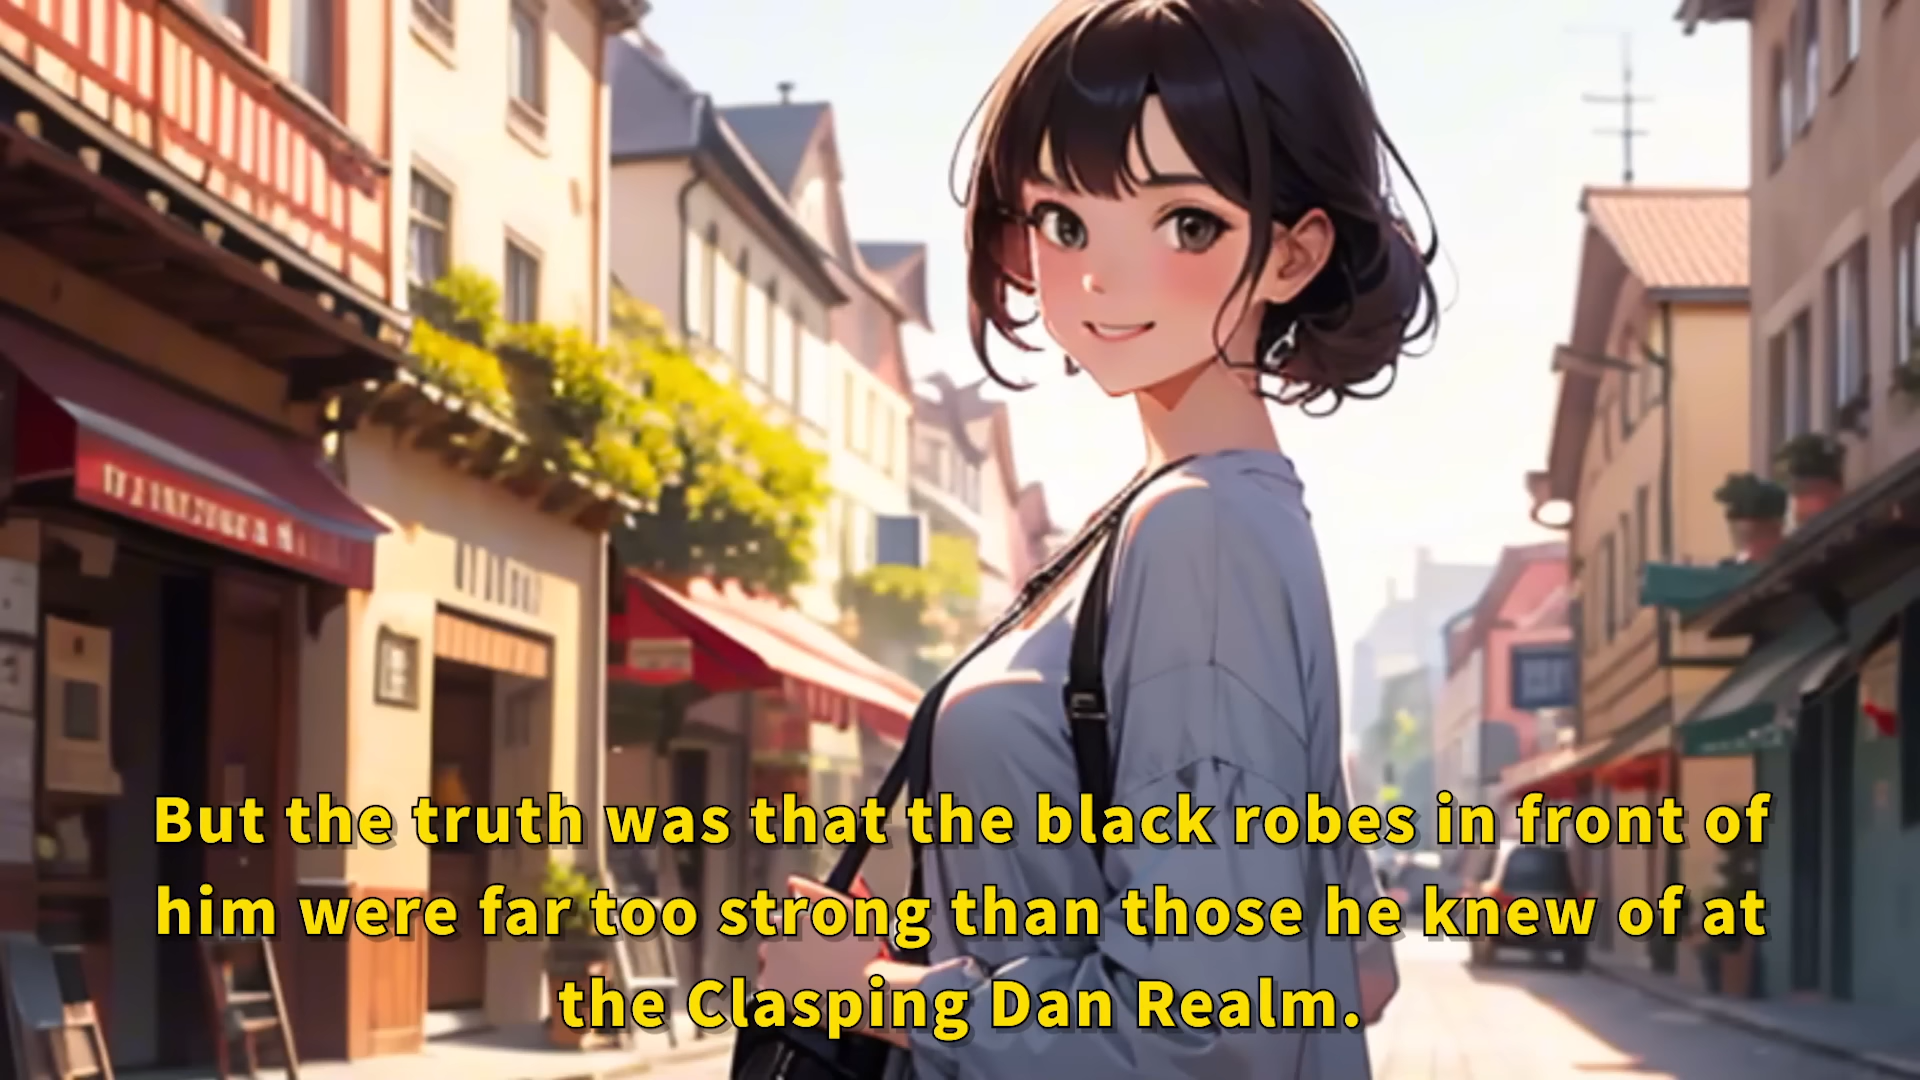 But the truth was that the black robes in front of
him were far too strong than those he knew of at
the Clasping Dan Realm.